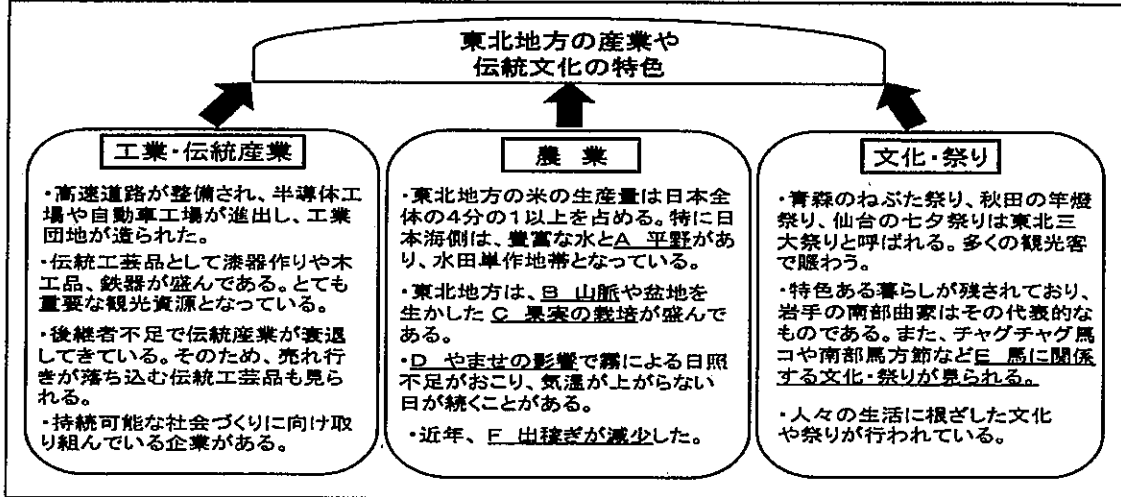 東北地方の産業や
伝統文化の特色
工業・伝統産業
・高速道路が整備され、半導体工
場や自動車工場が進出し、工業
団地が造られた。
・伝統工芸品として漆器作りや木
工品、鉄器が盛んである。とても
重要な観光資源となっている。
・後継者不足で伝統産業が衰退
してきている。そのため、売れ行
きが落ち込む伝統工芸品も見ら
れる。
・持続可能な社会づくりに向け取
り組んでいる企業がある。
農 業
・東北地方の米の生産量は日本全
体の4分の1以上を占める。特に日
本海側は、豊富な水とA 平野があ
り、水田単作地帯となっている。
・東北地方は、B 山脈や盆地を
生かした C 果実の栽培が盛んで
ある。
・D やませの影響で霧による日照
不足がおこり、気温が上がらない
日が続くことがある。
・近年、F 出稼ぎが減少した。
文化・祭り
・青森のねぶた祭り、秋田の竿燈
祭り、仙台の七夕祭りは東北三
大祭りと呼ばれる。多くの観光客
で賑わう。
・特色ある暮らしが残されており、
岩手の南部曲家はその代表的な
ものである。また、チャグチャグ馬
コや南部馬方節などE 馬に関係
する文化・祭りが見られる。
・人々の生活に根ざした文化
や祭りが行われている。